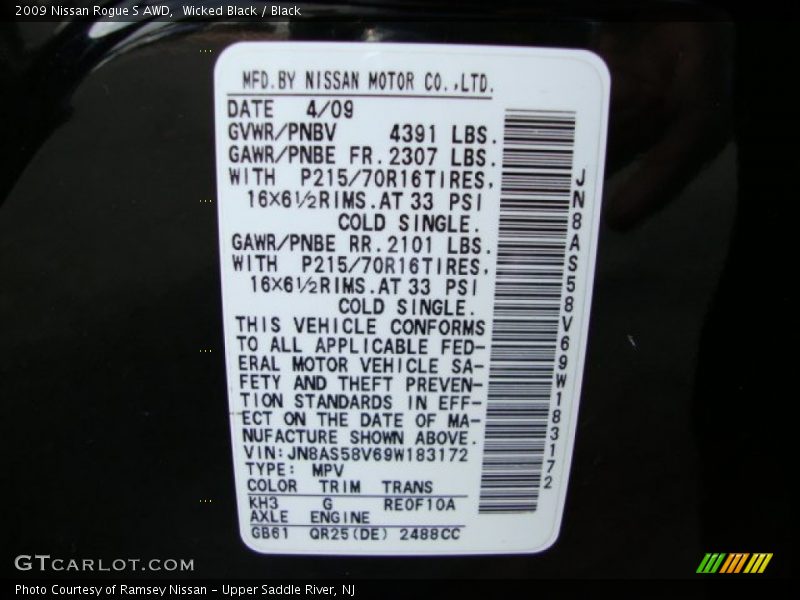 2009 Nissan Rogue S AWD, Wicked Black / Black
MFD.BY NISSAN MOTOR CO.,LTD.
DATE 4/09
GVWR/PNBV 4391 LBS.
GAWR/PNBE FR. 2307 LBS.
WITH P215/70R16TIRES,
16×6½RIMS.AT 33 PSI
COLD SINGLE.
GAWR/PNBE RR. 2101 LBS.
WITH P215/70R16TIRES,
16×6½RIMS.AT 33 PSI
COLD SINGLE.
THIS VEHICLE CONFORMS
TO ALL APPLICABLE FED-
ERAL MOTOR VEHICLE SA-
FETY AND THEFT PREVEN-
TION STANDARDS IN EFF-
ECT ON THE DATE OF MA-
NUFACTURE SHOWN ABOVE.
VIN:JN8AS58V69W183172
TYPE: MPV
COLOR TRIM TRANS
KH3 G RE0F10A
AXLE ENGINE
GB61 QR25(DE) 2488CC
JN8AS58V69W183172
GTCARLOT.COM
Photo Courtesy of Ramsey Nissan - Upper Saddle River, NJ